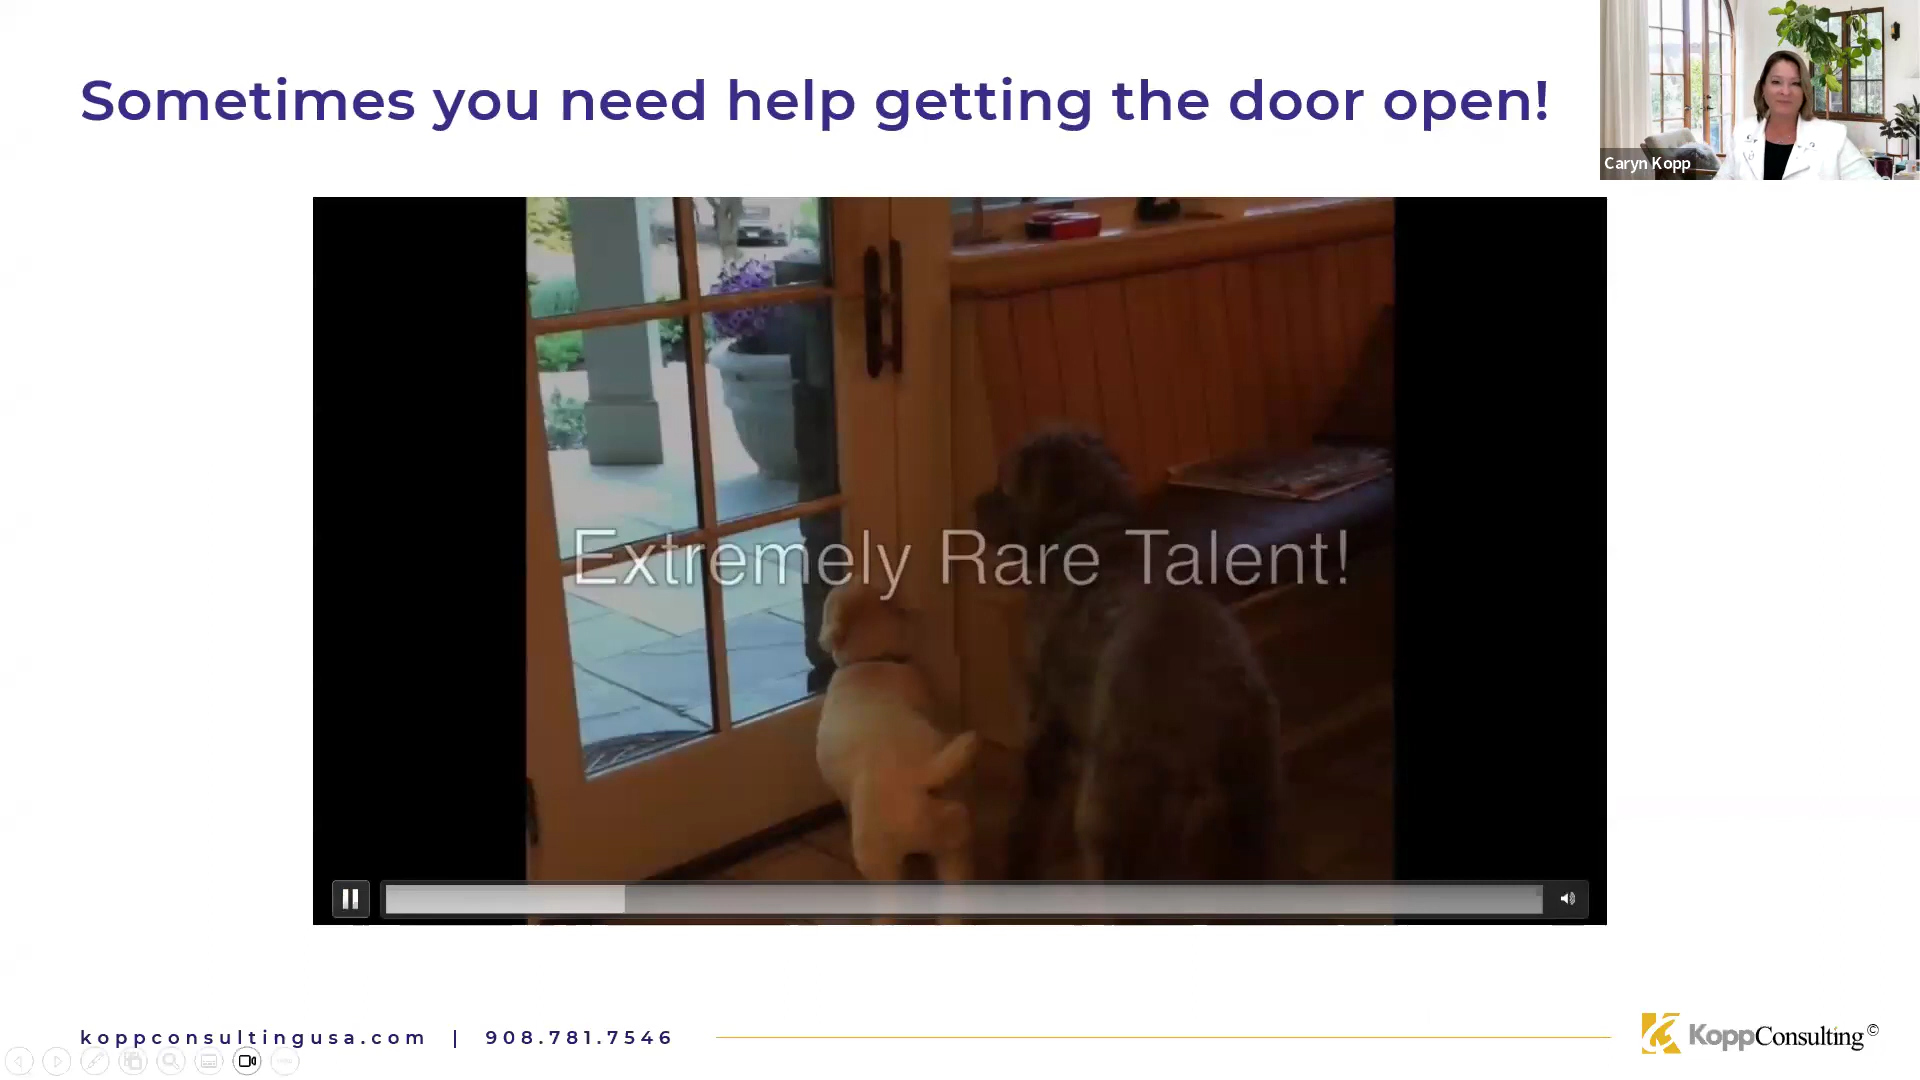 Sometimes you need help getting the door open!
Caryn Kopp
Extremely Rare Talent!
koppconsultingusa.com | 908.781.7546
KoppConsulting©